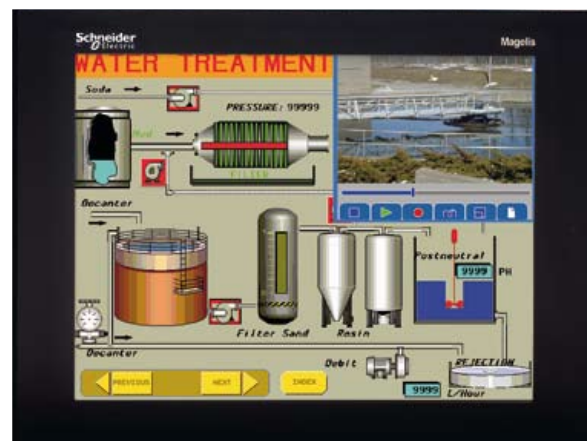 Schneider
Electric
Magelis
WATER TREATMENT
Soda
PRESSURE: 99999
Mud
FILTER
Decanter
Postneutral
9999 PH
Filter Sand
Resin
Decanter
Debit
REJECTION
PREVIOUS
NEXT
INDEX
9999 L/Hour